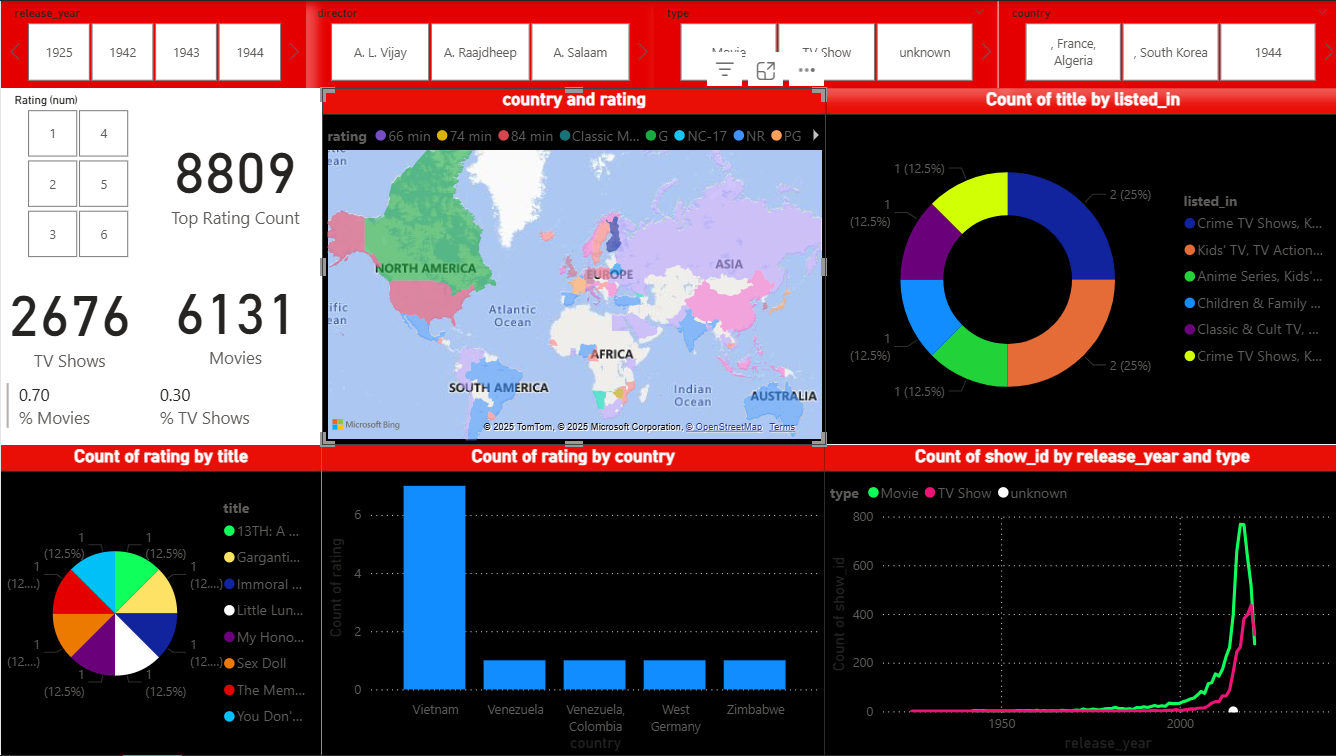 release_year
director
type
country
1925
1942
1943
1944
A. L. Vijay
A. Raajdheep
A. Salaam
Movie
TV Show
unknown
, France,
Algeria
, South Korea
1944
Rating (num)
1
4
2
5
3
6
8809
Top Rating Count
2676
TV Shows
6131
Movies
0.70
% Movies
0.30
% TV Shows
country and rating
rating
66 min
74 min
84 min
Classic M...
G
NC-17
NR
PG
ean
NORTH AMERICA
EUROPE
ASIA
ific
ean
Atlantic
Ocean
AFRICA
SOUTH AMERICA
Indian
Ocean
AUSTRALIA
Microsoft Bing
© 2025 TomTom, © 2025 Microsoft Corporation, © OpenStreetMap Terms
Count of title by listed_in
1 (12.5%)
2 (25%)
1
(12.5%)
1
(12.5%)
1 (12.5%)
2 (25%)
listed_in
Crime TV Shows, K...
Kids' TV, TV Action...
Anime Series, Kids'...
Children & Family ...
Classic & Cult TV, ...
Crime TV Shows, K...
Count of rating by title
1
(12.5%)
1
(12.5%)
1
(12....)
1
(12....)
1
(12....)
1
(12....)
1
(12.5%)
1
(12.5%)
title
13TH: A ...
Garganti...
Immoral ...
Little Lun...
My Hono...
Sex Doll
The Mem...
You Don'...
Count of rating by country
Count of rating
6
4
2
0
Vietnam
Venezuela
Venezuela,
Colombia
West
Germany
Zimbabwe
country
Count of show_id by release_year and type
type
Movie
TV Show
unknown
Count of show_id
800
600
400
200
0
1950
2000
release_year